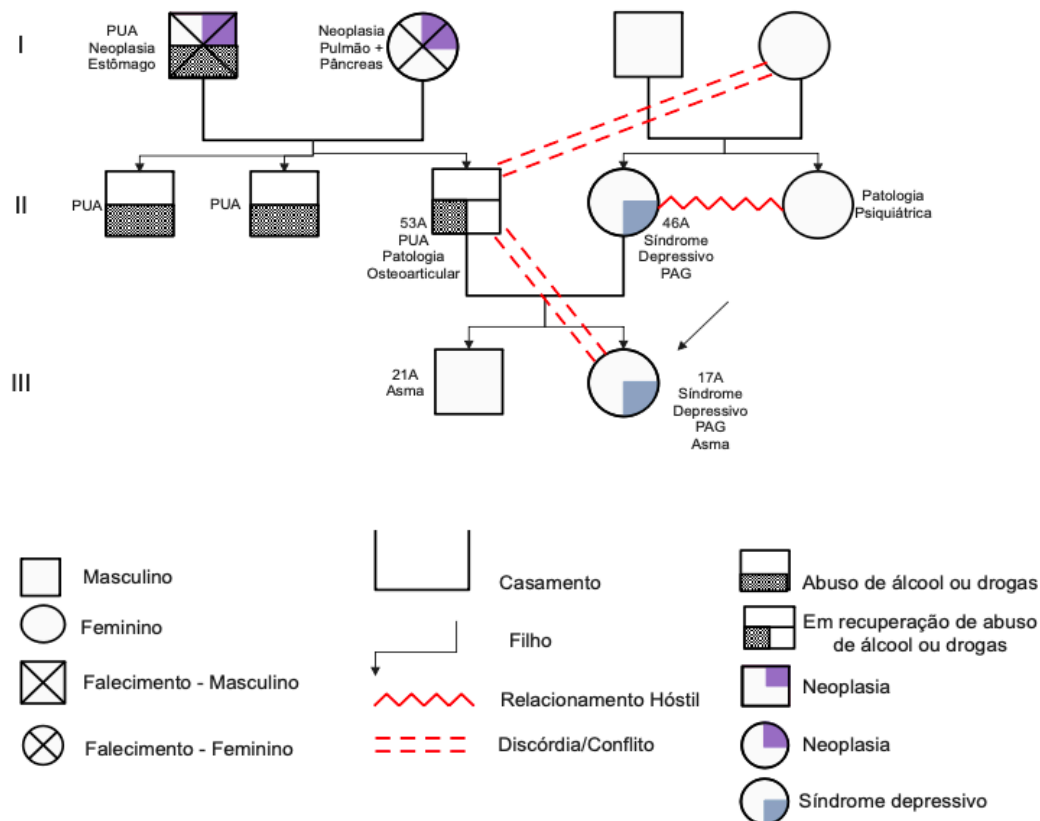 I
PUA
Neoplasia
Estômago
Neoplasia
Pulmão +
Pâncreas
II
PUA
PUA
53A
PUA
Patologia
Osteoarticular
46A
Síndrome
Depressivo
PAG
Patologia
Psiquiátrica
III
21A
Asma
17A
Síndrome
Depressivo
PAG
Asma
Masculino
Feminino
Falecimento - Masculino
Falecimento - Feminino
Casamento
Filho
Relacionamento Hóstil
Discórdia/Conflito
Abuso de álcool ou drogas
Em recuperação de abuso
de álcool ou drogas
Neoplasia
Neoplasia
Síndrome depressivo